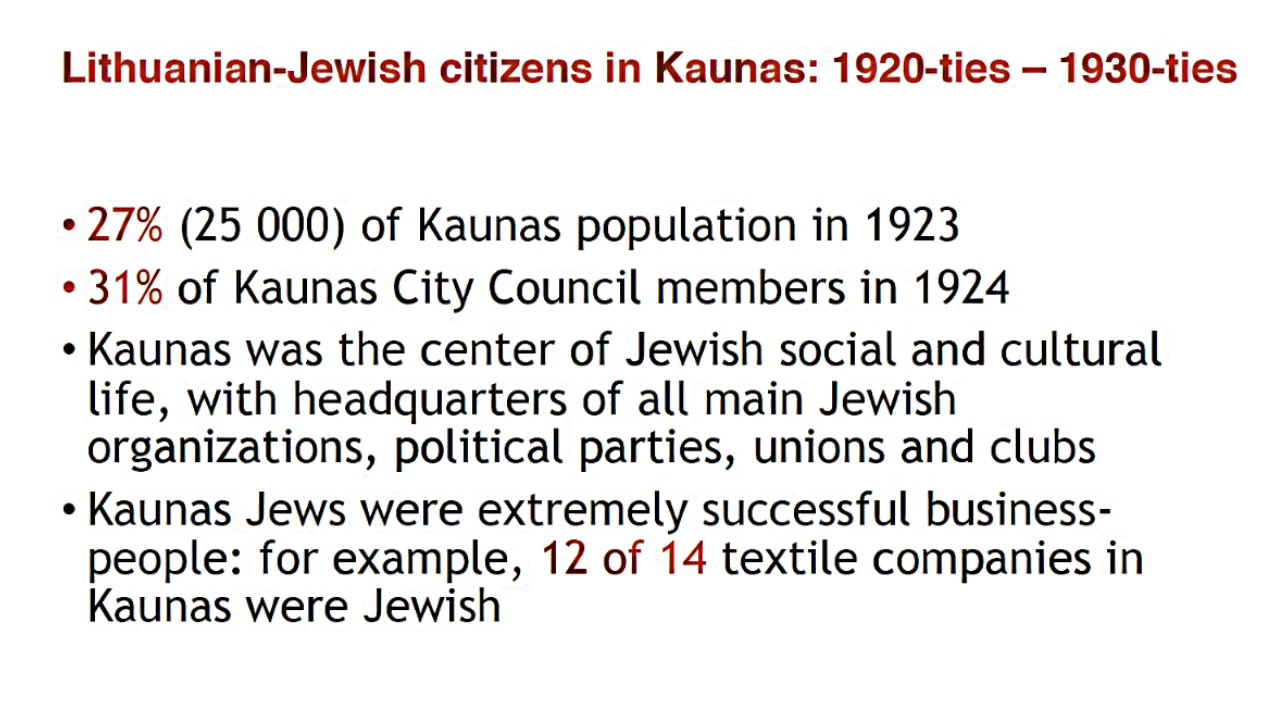 Lithuanian-Jewish citizens in Kaunas: 1920-ties – 1930-ties
• 27% (25 000) of Kaunas population in 1923
• 31% of Kaunas City Council members in 1924
• Kaunas was the center of Jewish social and cultural
life, with headquarters of all main Jewish
organizations, political parties, unions and clubs
• Kaunas Jews were extremely successful business-
people: for example, 12 of 14 textile companies in
Kaunas were Jewish